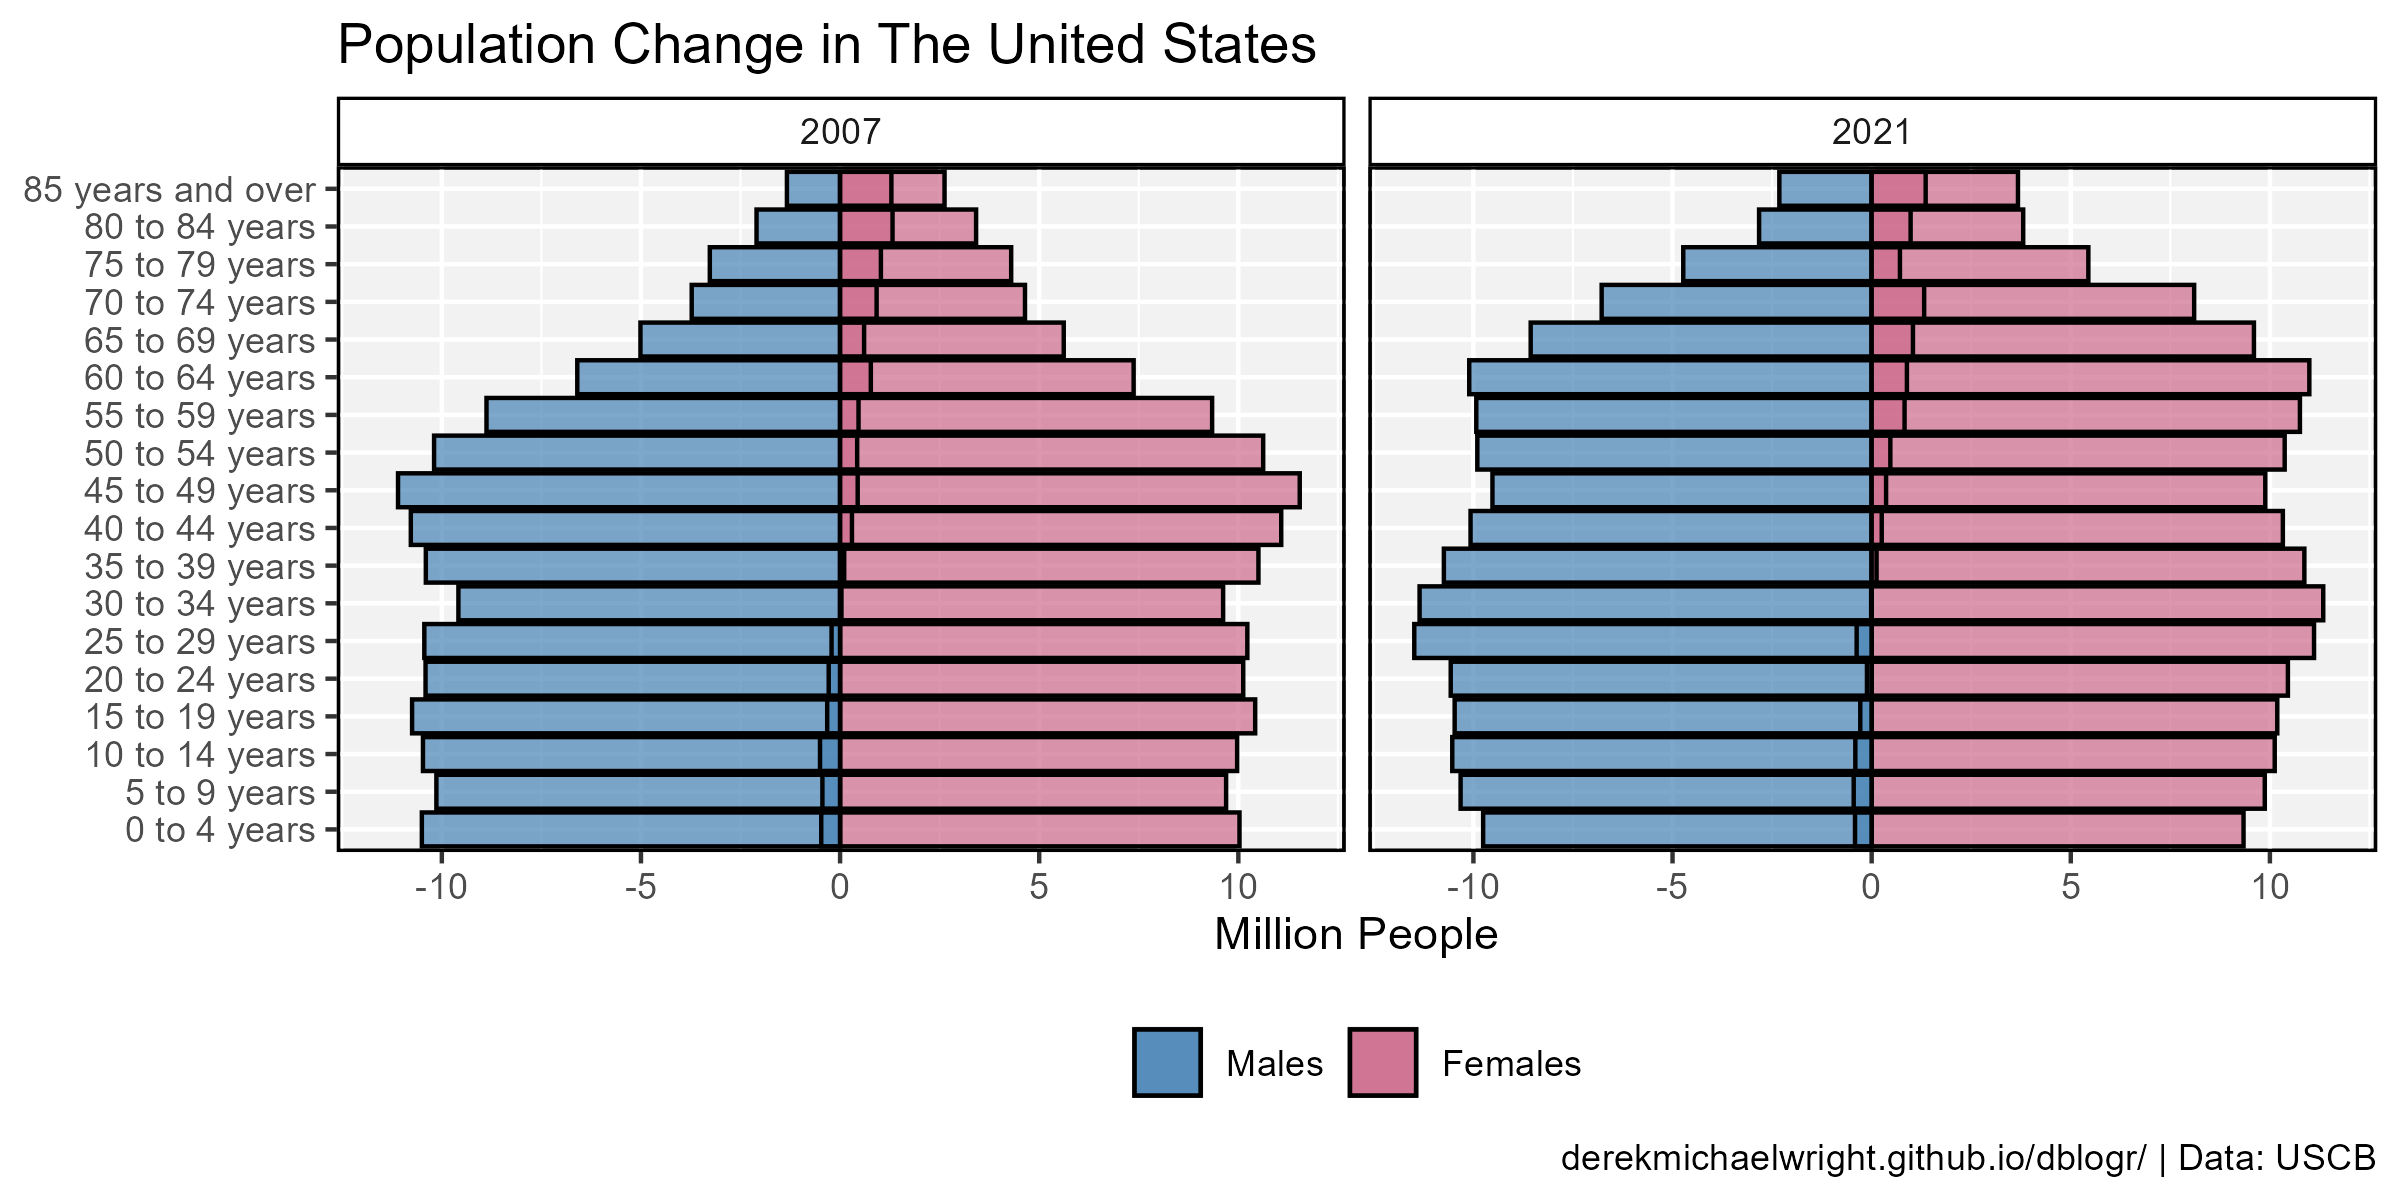 Population Change in The United States
2007
2021
85 years and over
80 to 84 years
75 to 79 years
70 to 74 years
65 to 69 years
60 to 64 years
55 to 59 years
50 to 54 years
45 to 49 years
40 to 44 years
35 to 39 years
30 to 34 years
25 to 29 years
20 to 24 years
15 to 19 years
10 to 14 years
5 to 9 years
0 to 4 years
-10 -5 0 5 10
-10 -5 0 5 10
Million People
Males Females
derekmichaelwright.github.io/dblogr/ | Data: USCB